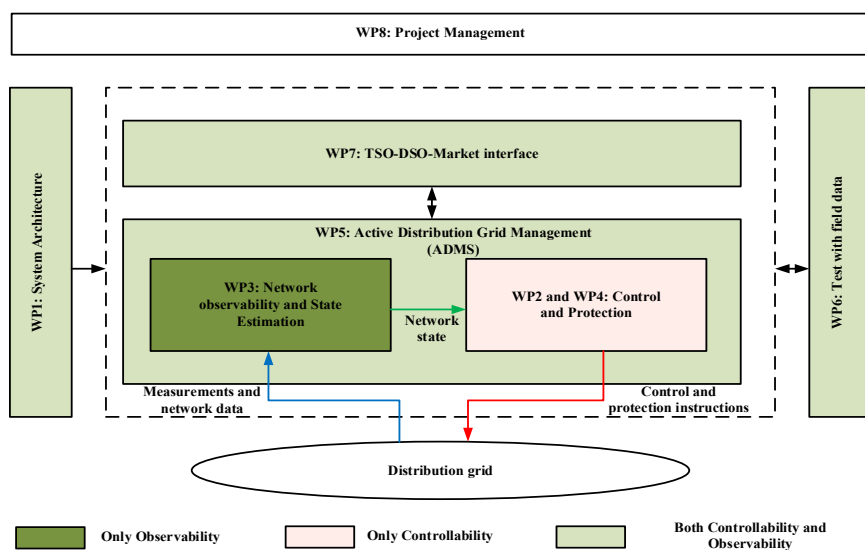 WP8: Project Management
WP1: System Architecture
WP7: TSO-DSO-Market interface
WP5: Active Distribution Grid Management
(ADMS)
WP3: Network
observability and State
Estimation
Network
state
WP2 and WP4: Control
and Protection
WP6: Test with field data
Measurements and
network data
Control and
protection instructions
Distribution grid
Only Observability
Only Controllability
Both Controllability and
Observability